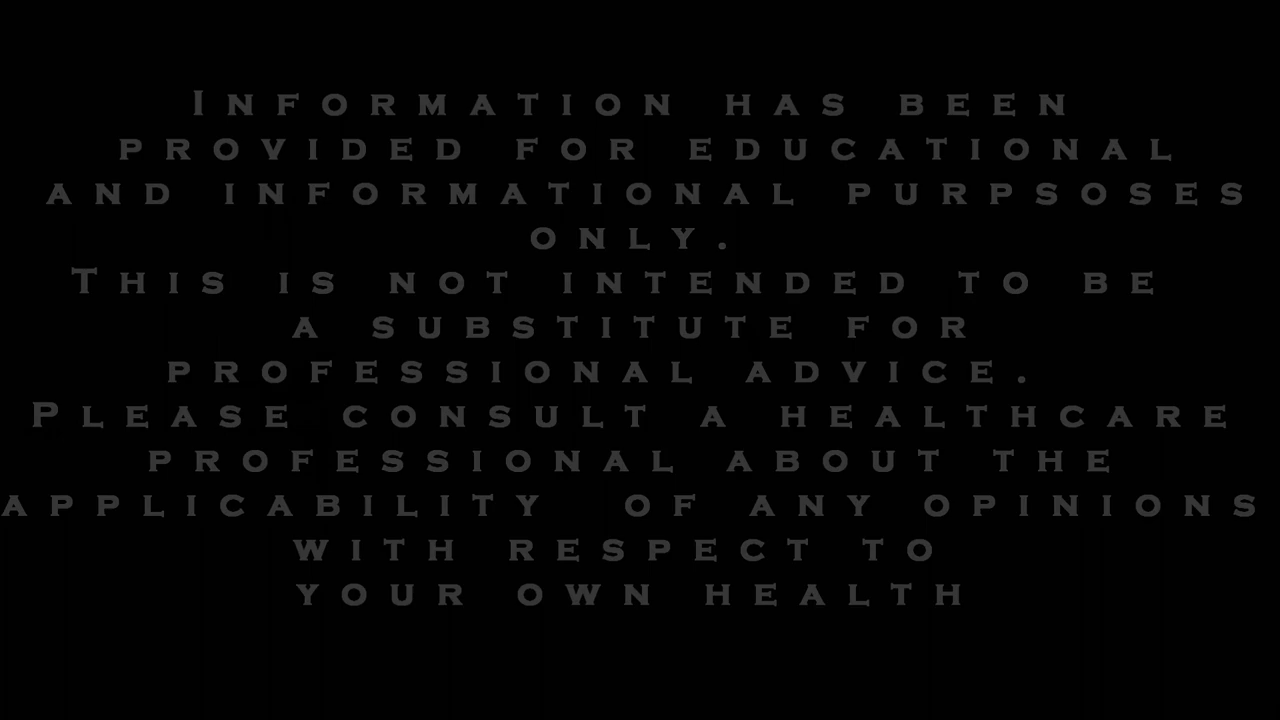 Information has been
provided for educational
and informational purpsoses
only.
This is not intended to be
a substitute for
professional advice.
Please consult a healthcare
professional about the
applicability of any opinions
with respect to
your own health